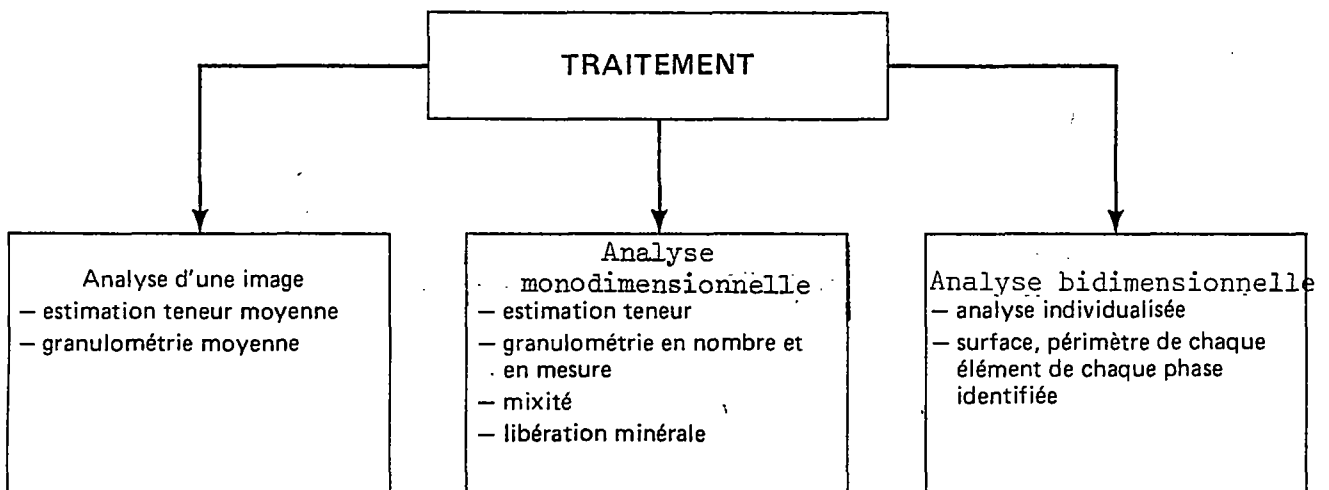 TRAITEMENT
Analyse d'une image
— estimation teneur moyenne
— granulométrie moyenne
Analyse
monodimensionnelle
— estimation teneur
— granulométrie en nombre et
en mesure
— mixité
— libération minérale
Analyse bidimensionnelle
— analyse individualisée
— surface, périmètre de chaque
élément de chaque phase
identifiée